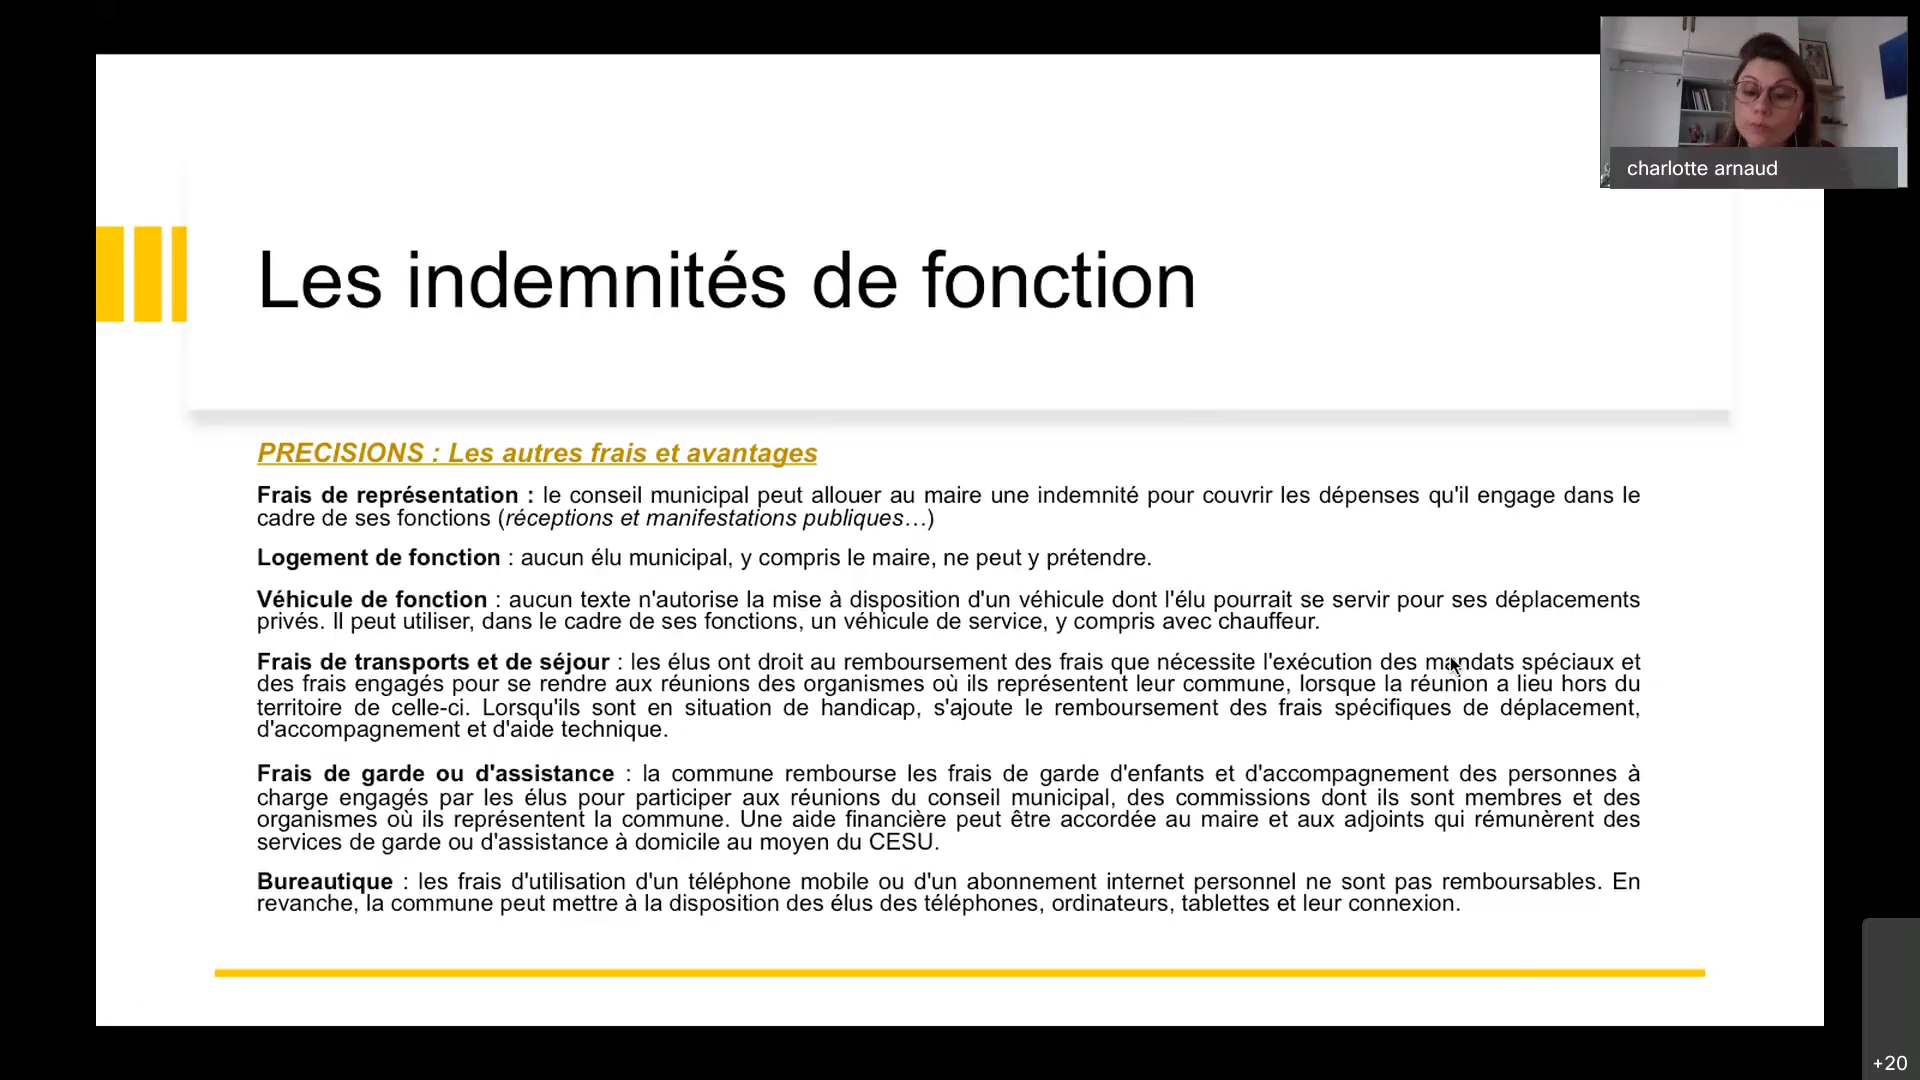 charlotte arnaud
Les indemnités de fonction
PRECISIONS : Les autres frais et avantages
Frais de représentation : le conseil municipal peut allouer au maire une indemnité pour couvrir les dépenses qu'il engage dans le
cadre de ses fonctions (réceptions et manifestations publiques…)
Logement de fonction : aucun élu municipal, y compris le maire, ne peut y prétendre.
Véhicule de fonction : aucun texte n'autorise la mise à disposition d'un véhicule dont l'élu pourrait se servir pour ses déplacements
privés. Il peut utiliser, dans le cadre de ses fonctions, un véhicule de service, y compris avec chauffeur.
Frais de transports et de séjour : les élus ont droit au remboursement des frais que nécessite l'exécution des mandats spéciaux et
des frais engagés pour se rendre aux réunions des organismes où ils représentent leur commune, lorsque la réunion a lieu hors du
territoire de celle-ci. Lorsqu'ils sont en situation de handicap, s'ajoute le remboursement des frais spécifiques de déplacement,
d'accompagnement et d'aide technique.
Frais de garde ou d'assistance : la commune rembourse les frais de garde d'enfants et d'accompagnement des personnes à
charge engagés par les élus pour participer aux réunions du conseil municipal, des commissions dont ils sont membres et des
organismes où ils représentent la commune. Une aide financière peut être accordée au maire et aux adjoints qui rémunèrent des
services de garde ou d'assistance à domicile au moyen du CESU.
Bureautique : les frais d'utilisation d'un téléphone mobile ou d'un abonnement internet personnel ne sont pas remboursables. En
revanche, la commune peut mettre à la disposition des élus des téléphones, ordinateurs, tablettes et leur connexion.
+20